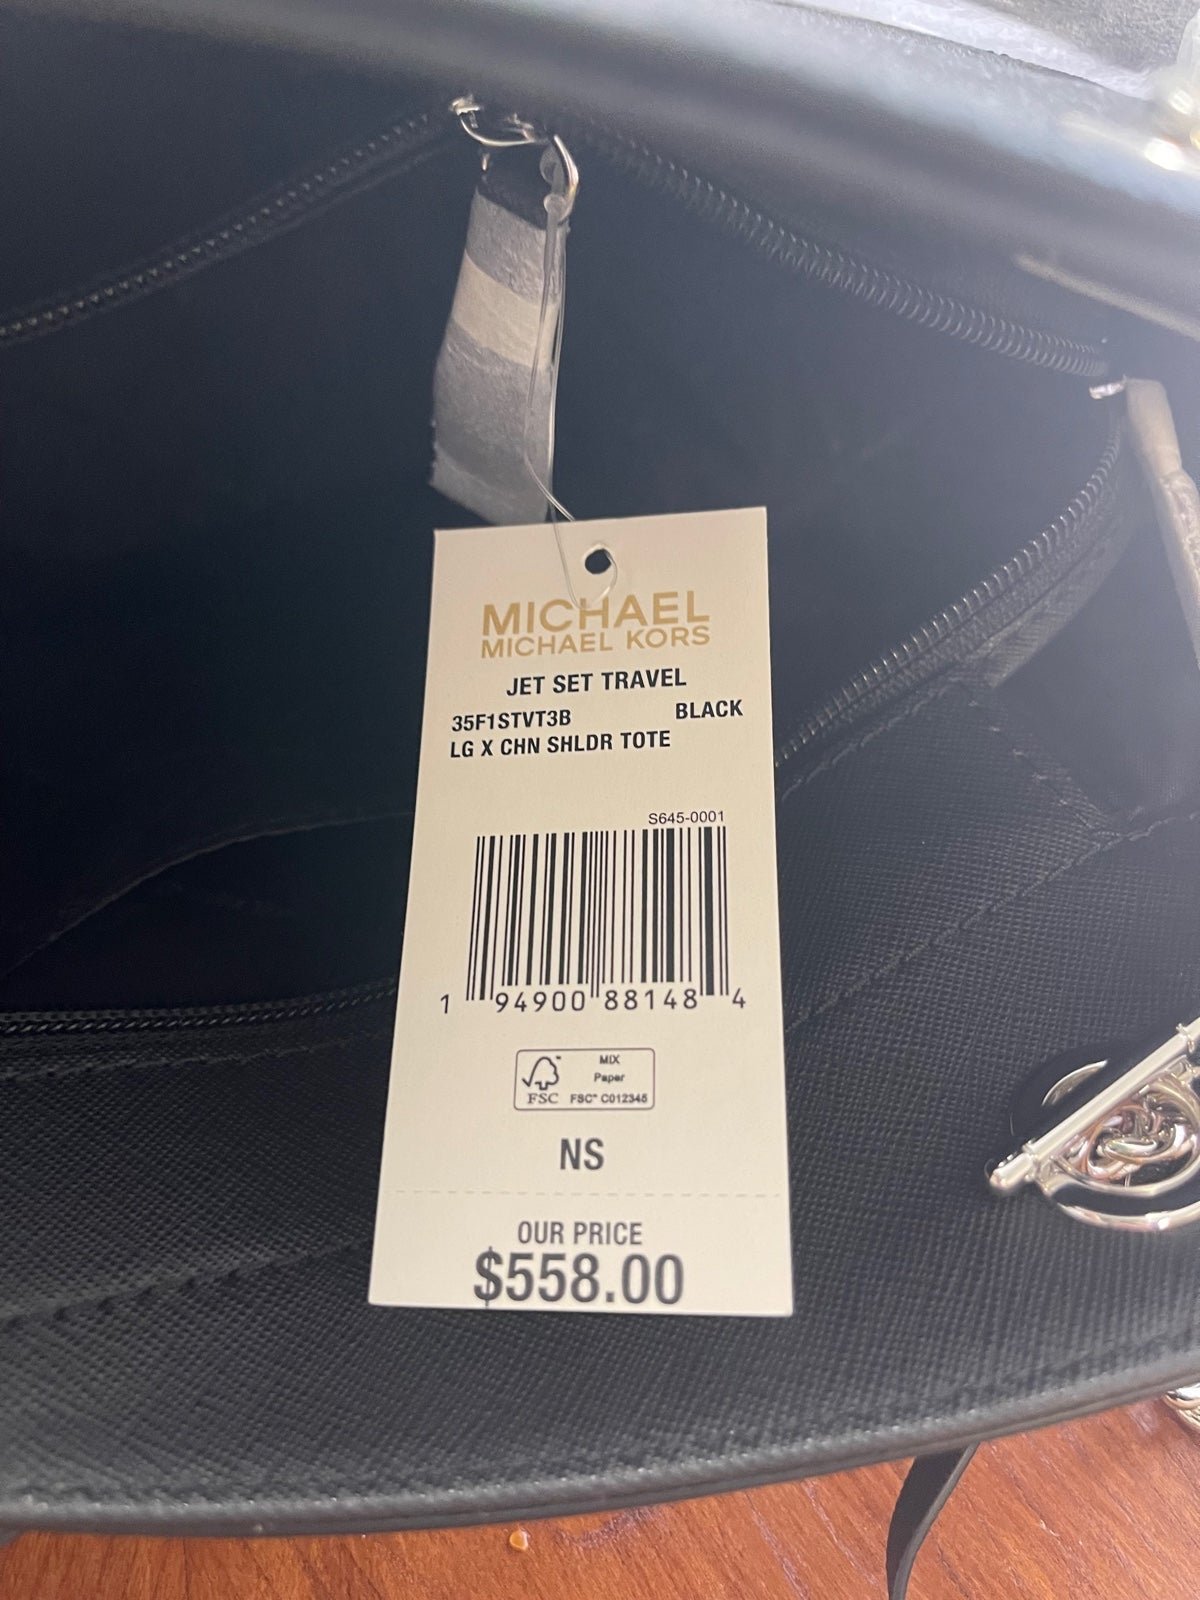 MICHAEL
MICHAEL KORS
JET SET TRAVEL
35F1STVT3B BLACK
LG X CHN SHLDR TOTE
S645-0001
1 94900 88148 4
MIX
Paper
FSC FSC™ C012345
NS
OUR PRICE
$558.00